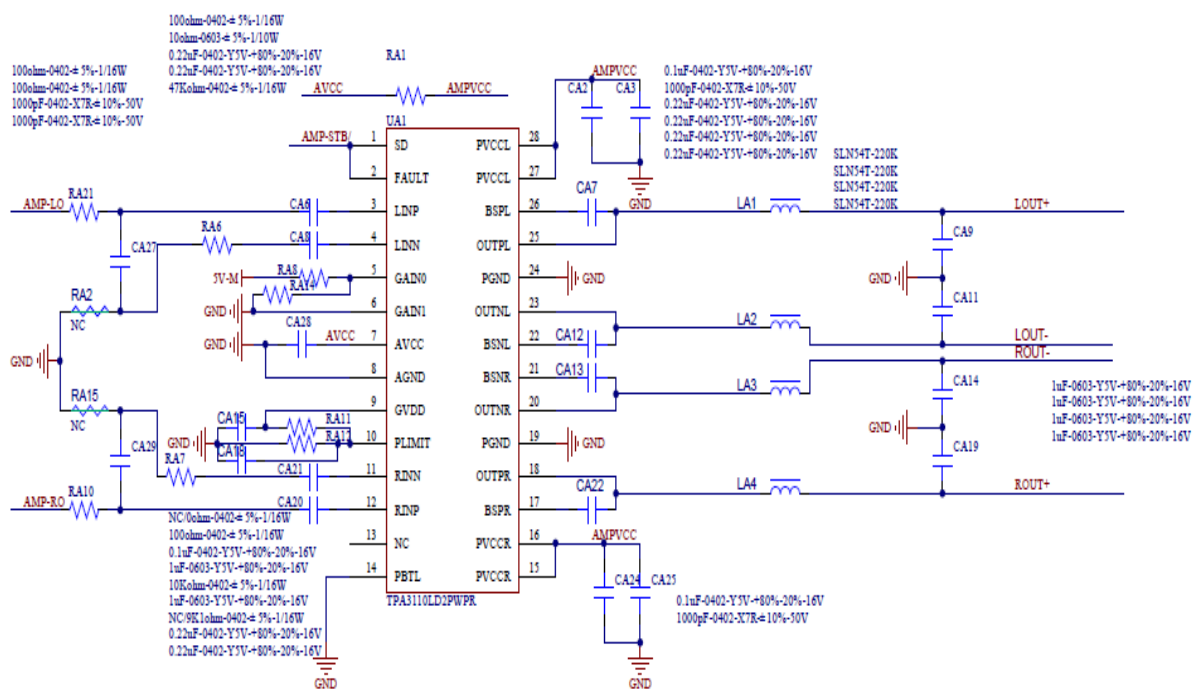 100ohm-0402-± 5%-1/16W
10ohm-0603-± 5%-1/10W
0.22uF-0402-Y5V-+80%-20%-16V
0.22uF-0402-Y5V-+80%-20%-16V
47Kohm-0402-± 5%-1/16W
100ohm-0402-± 5%-1/16W
100ohm-0402-± 5%-1/16W
1000pF-0402-X7R-± 10%-50V
1000pF-0402-X7R-± 10%-50V
RA1
AVCC
AMPVCC
AMPVCC
CA2
CA3
0.1uF-0402-Y5V-+80%-20%-16V
1000pF-0402-X7R-± 10%-50V
0.22uF-0402-Y5V-+80%-20%-16V
0.22uF-0402-Y5V-+80%-20%-16V
0.22uF-0402-Y5V-+80%-20%-16V
0.22uF-0402-Y5V-+80%-20%-16V
SLN54T-220K
SLN54T-220K
SLN54T-220K
SLN54T-220K
GND
UA1
AMP-STB/
1 SD PVCCL 28
2 FAULT PVCCL 27
3 LINP BSPL 26
4 LINN OUTPL 25
5 GAIN0 PGND 24
6 GAIN1 OUTNL 23
7 AVCC BSNL 22
8 AGND BSNR 21
9 GVDD OUTNR 20
10 PLIMIT PGND 19
11 RINN OUTPR 18
12 RINP BSPR 17
13 NC PVCCR 16
14 PBTL PVCCR 15
TPA3110LD2PWPR
AMP-LO
RA21
CA6
CA27
RA6
CA8
5V-M
RA8
RA14
GND
RA2
NC
CA28
AVCC
GND
GND
RA15
NC
CA15
RA11
GND
CA18
CA29
RA7
CA21
AMP-RO
RA10
CA20
NC/0ohm-0402-± 5%-1/16W
100ohm-0402-± 5%-1/16W
0.1uF-0402-Y5V-+80%-20%-16V
1uF-0603-Y5V-+80%-20%-16V
10Kohm-0402-± 5%-1/16W
1uF-0603-Y5V-+80%-20%-16V
NC/9K1ohm-0402-± 5%-1/16W
0.22uF-0402-Y5V-+80%-20%-16V
0.22uF-0402-Y5V-+80%-20%-16V
GND
CA7
LA1
LOUT+
CA9
GND
GND
CA11
LA2
CA12
LOUT-
ROUT-
CA13
LA3
CA14
1uF-0603-Y5V-+80%-20%-16V
1uF-0603-Y5V-+80%-20%-16V
1uF-0603-Y5V-+80%-20%-16V
1uF-0603-Y5V-+80%-20%-16V
GND
GND
CA19
CA22
LA4
ROUT+
AMPVCC
CA24
CA25
0.1uF-0402-Y5V-+80%-20%-16V
1000pF-0402-X7R-± 10%-50V
GND